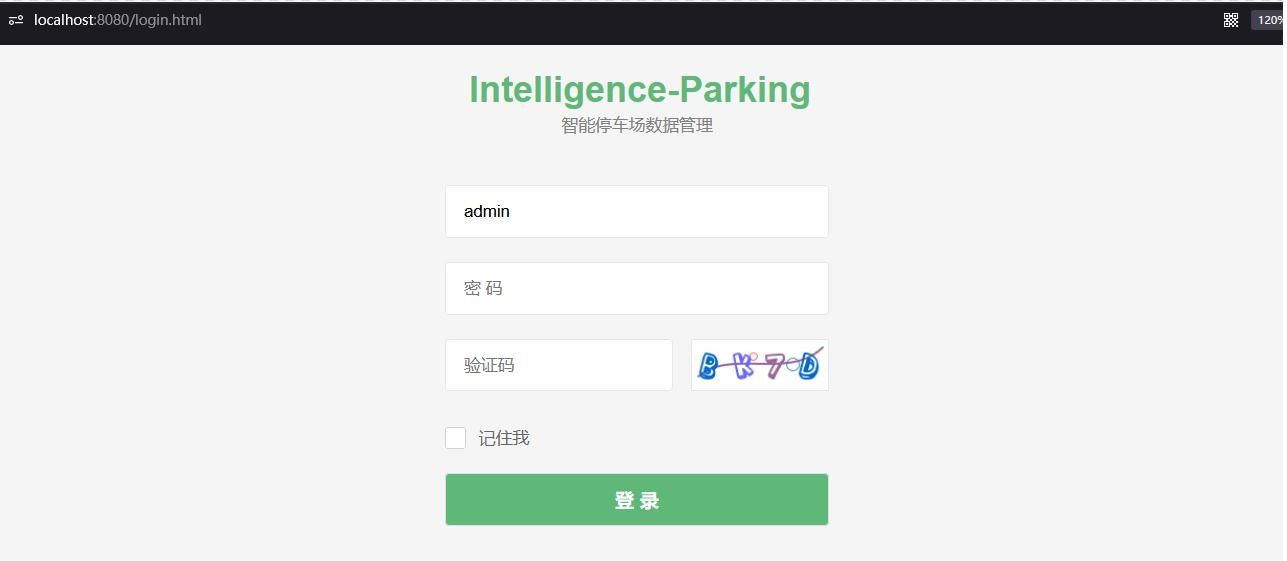 localhost:8080/login.html
120%
Intelligence-Parking
智能停车场数据管理
admin
密 码
验证码
BK7D
记住我
登 录